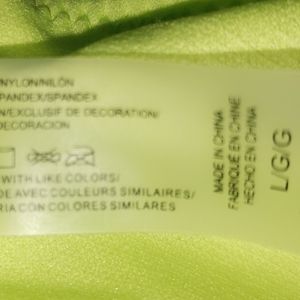 NYLON/NILÓN
SPANDEX/SPANDEX
N/EXCLUSIF DE DECORATION/
DECORACION
WITH LIKE COLORS/
DE AVEC COULEURS SIMILAIRES/
RIA CON COLORES SIMILARES
MADE IN CHINA
FABRIQUE EN CHINE
HECHO EN CHINA
L/G/G